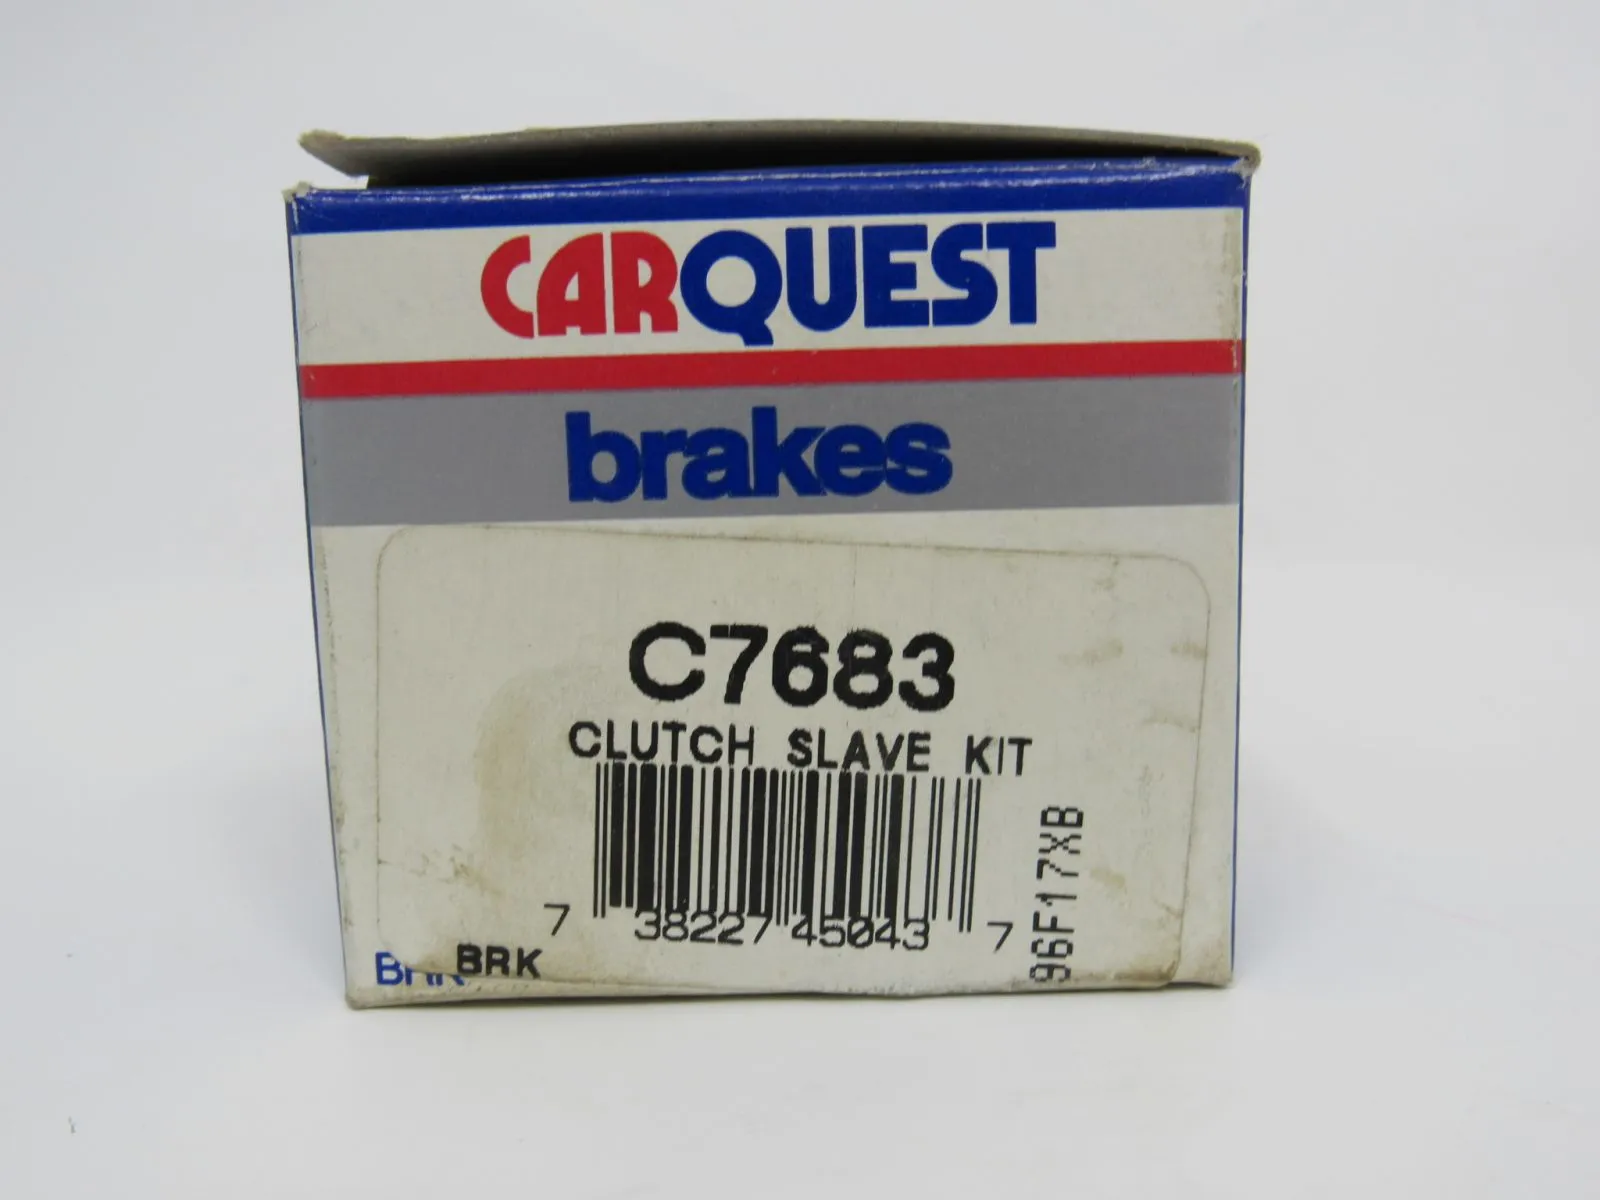 CARQUEST
brakes
C7683
CLUTCH SLAVE KIT
7 38227 45043 7
96F17XB
BRK